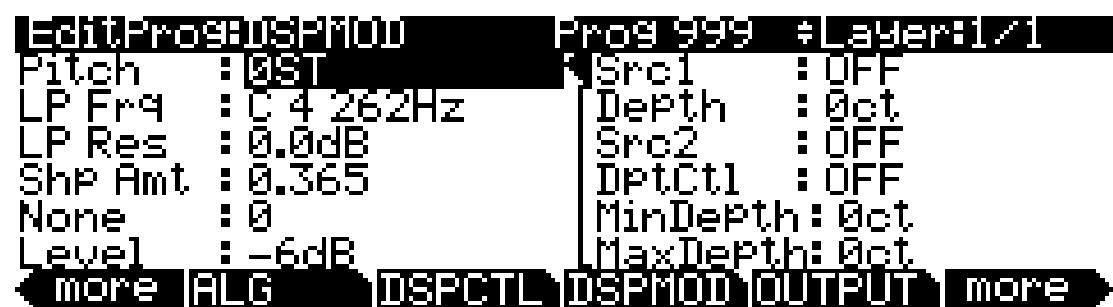 EditProg:DSPMOD Prog 999 ⬍Layer:1/1
Pitch :0ST Src1 :OFF
LP Frq :C 4 262Hz Depth :0ct
LP Res :0.0dB Src2 :OFF
Shp Amt :0.365 DptCtl :OFF
None :0 MinDepth:0ct
Level :-6dB MaxDepth:0ct
more ALG DSPCTL DSPMOD OUTPUT more